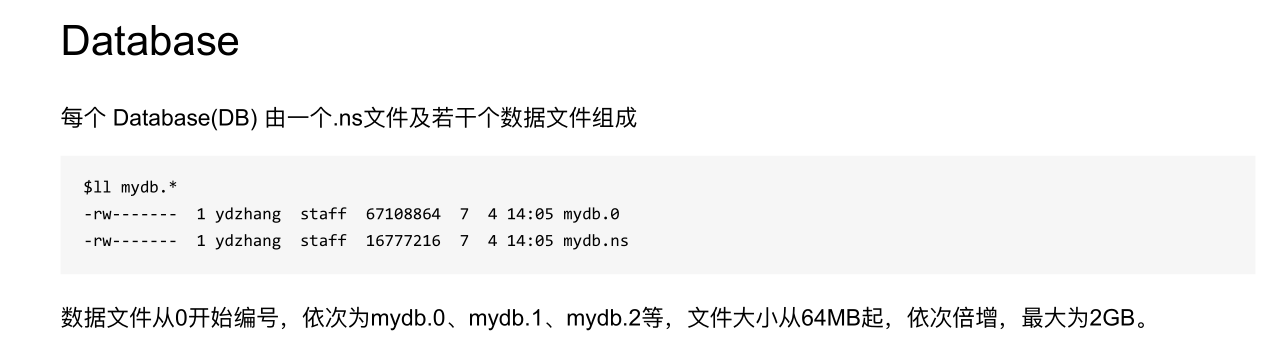 Database
每个 Database(DB) 由一个.ns文件及若干个数据文件组成
$ll mydb.*
-rw-------  1 ydzhang  staff  67108864  7  4 14:05 mydb.0
-rw-------  1 ydzhang  staff  16777216  7  4 14:05 mydb.ns
数据文件从0开始编号，依次为mydb.0、mydb.1、mydb.2等，文件大小从64MB起，依次倍增，最大为2GB。